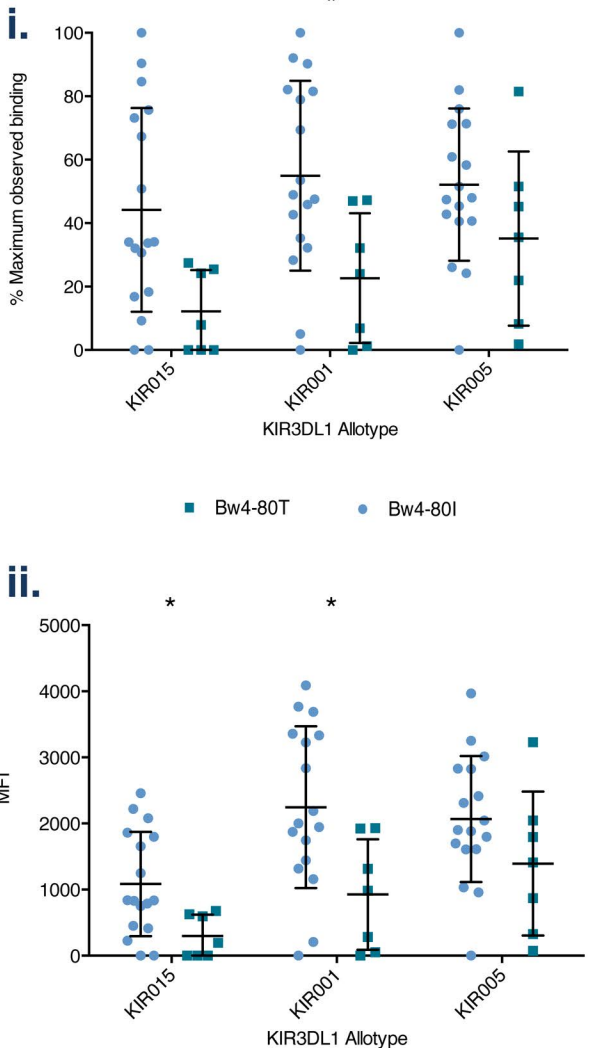 i.
% Maximum observed binding
100
80
60
40
20
0
KIR015
KIR001
KIR005
KIR3DL1 Allotype
Bw4-80T
Bw4-80I
ii.
*
*
MFI
5000
4000
3000
2000
1000
0
KIR015
KIR001
KIR005
KIR3DL1 Allotype